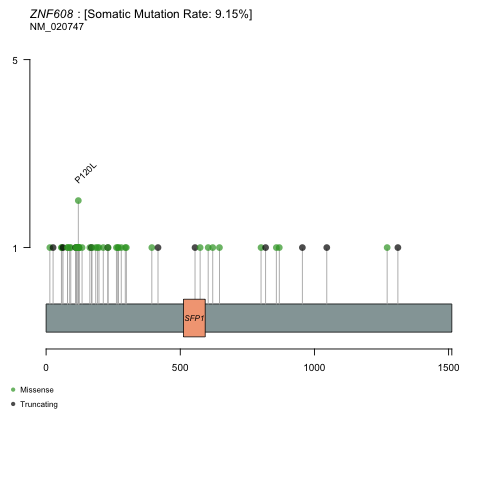 ZNF608 : [Somatic Mutation Rate: 9.15%]
NM_020747
5
P120L
1
SFP1
0 500 1000 1500
Missense
Truncating